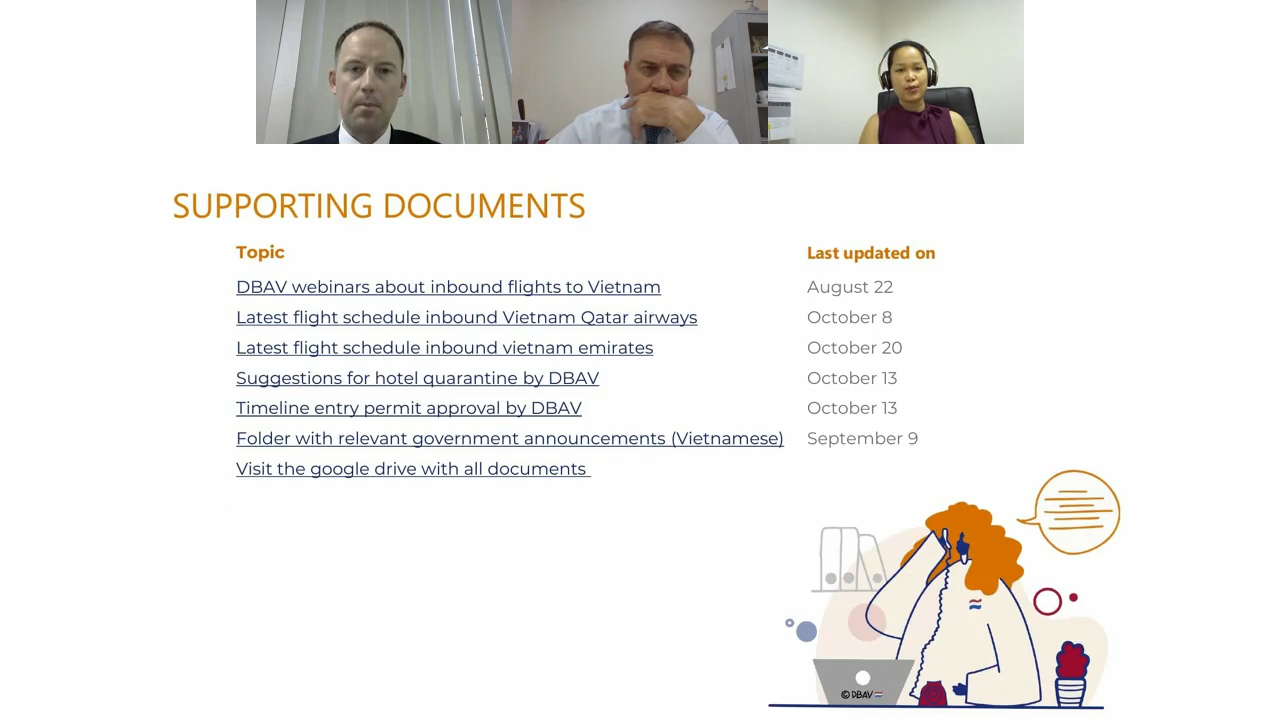 SUPPORTING DOCUMENTS
Topic Last updated on
DBAV webinars about inbound flights to Vietnam August 22
Latest flight schedule inbound Vietnam Qatar airways October 8
Latest flight schedule inbound vietnam emirates October 20
Suggestions for hotel quarantine by DBAV October 13
Timeline entry permit approval by DBAV October 13
Folder with relevant government announcements (Vietnamese) September 9
Visit the google drive with all documents
© DBAV